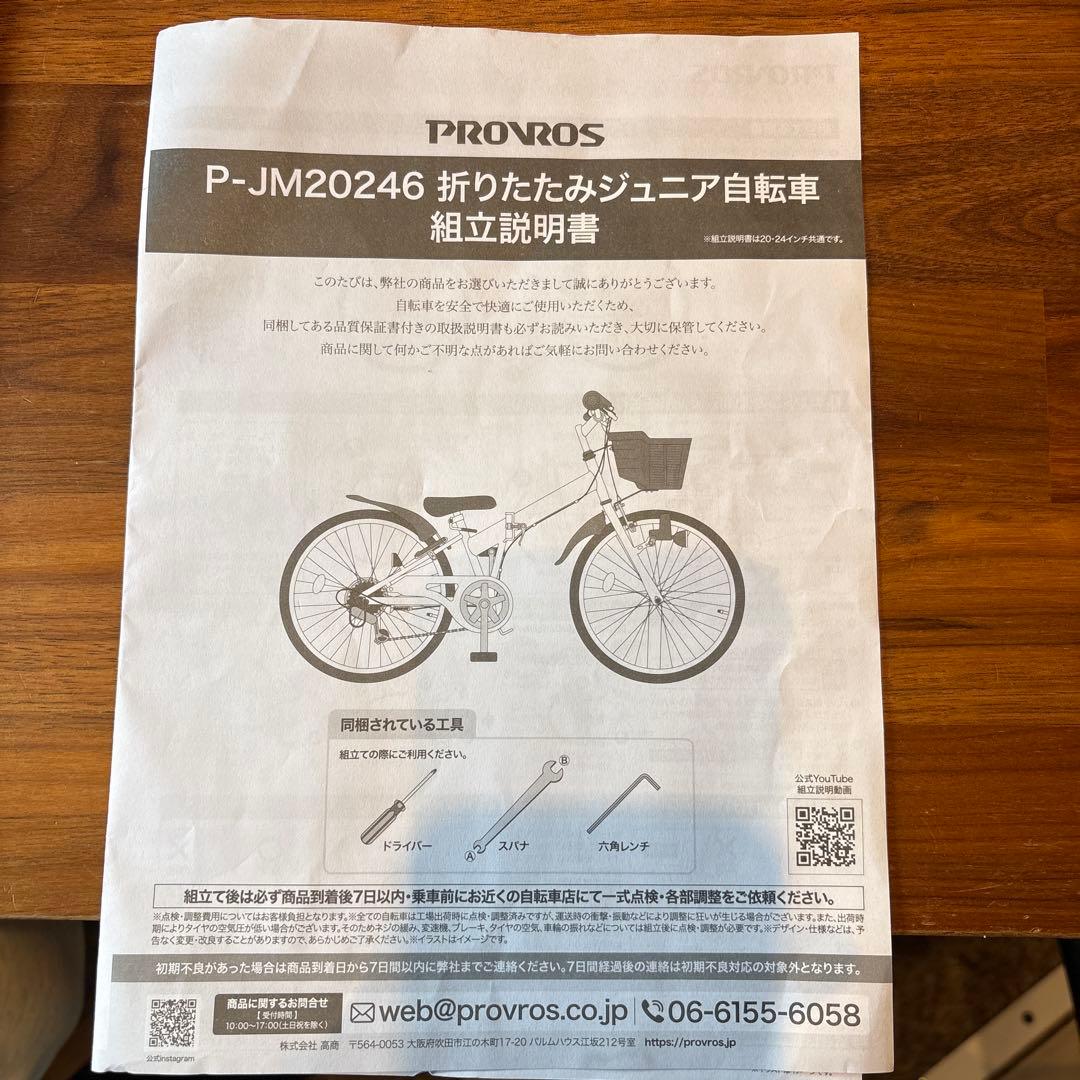 PROVROS
P-JM20246 折りたたみジュニア自転車
組立説明書
※組立説明書は20・24インチ共通です。
このたびは、弊社の商品をお選びいただきまして誠にありがとうございます。
自転車を安全で快適にご使用いただくため、
同梱してある品質保証書付きの取扱説明書も必ずお読みいただき、大切に保管してください。
商品に関して何かご不明な点があればご気軽にお問い合わせください。
同梱されている工具
組立ての際にご利用ください。
ドライバー
Ⓐ
スパナ
Ⓑ
六角レンチ
公式YouTube
組立説明動画
組立て後は必ず商品到着後7日以内・乗車前にお近くの自転車店にて一式点検・各部調整をご依頼ください。
※点検・調整費用についてはお客様負担となります。※全ての自転車は工場出荷時に点検・調整済みですが、運送時の衝撃・振動などにより調整に狂いが生じる場合がございます。また、出荷時
期によりタイヤの空気圧が低い場合がございます。そのためネジの緩み、変速機、ブレーキ、タイヤの空気、車輪の振れなどについては組立後に点検・調整が必要です。※デザイン・仕様などは、予
告なく変更・改良することがありますので、あらかじめご了承ください。※イラストはイメージです。
初期不良があった場合は商品到着日から7日間以内に弊社までご連絡ください。7日間経過後の連絡は初期不良対応の対象外となります。
公式instagram
商品に関するお問合せ
【 受付時間 】
10:00〜17:00(土日祝を除く)
web@provros.co.jp
06-6155-6058
株式会社 高商 〒564-0053 大阪府吹田市江の木町17-20 パルムハウス江坂212号室 https://provros.jp